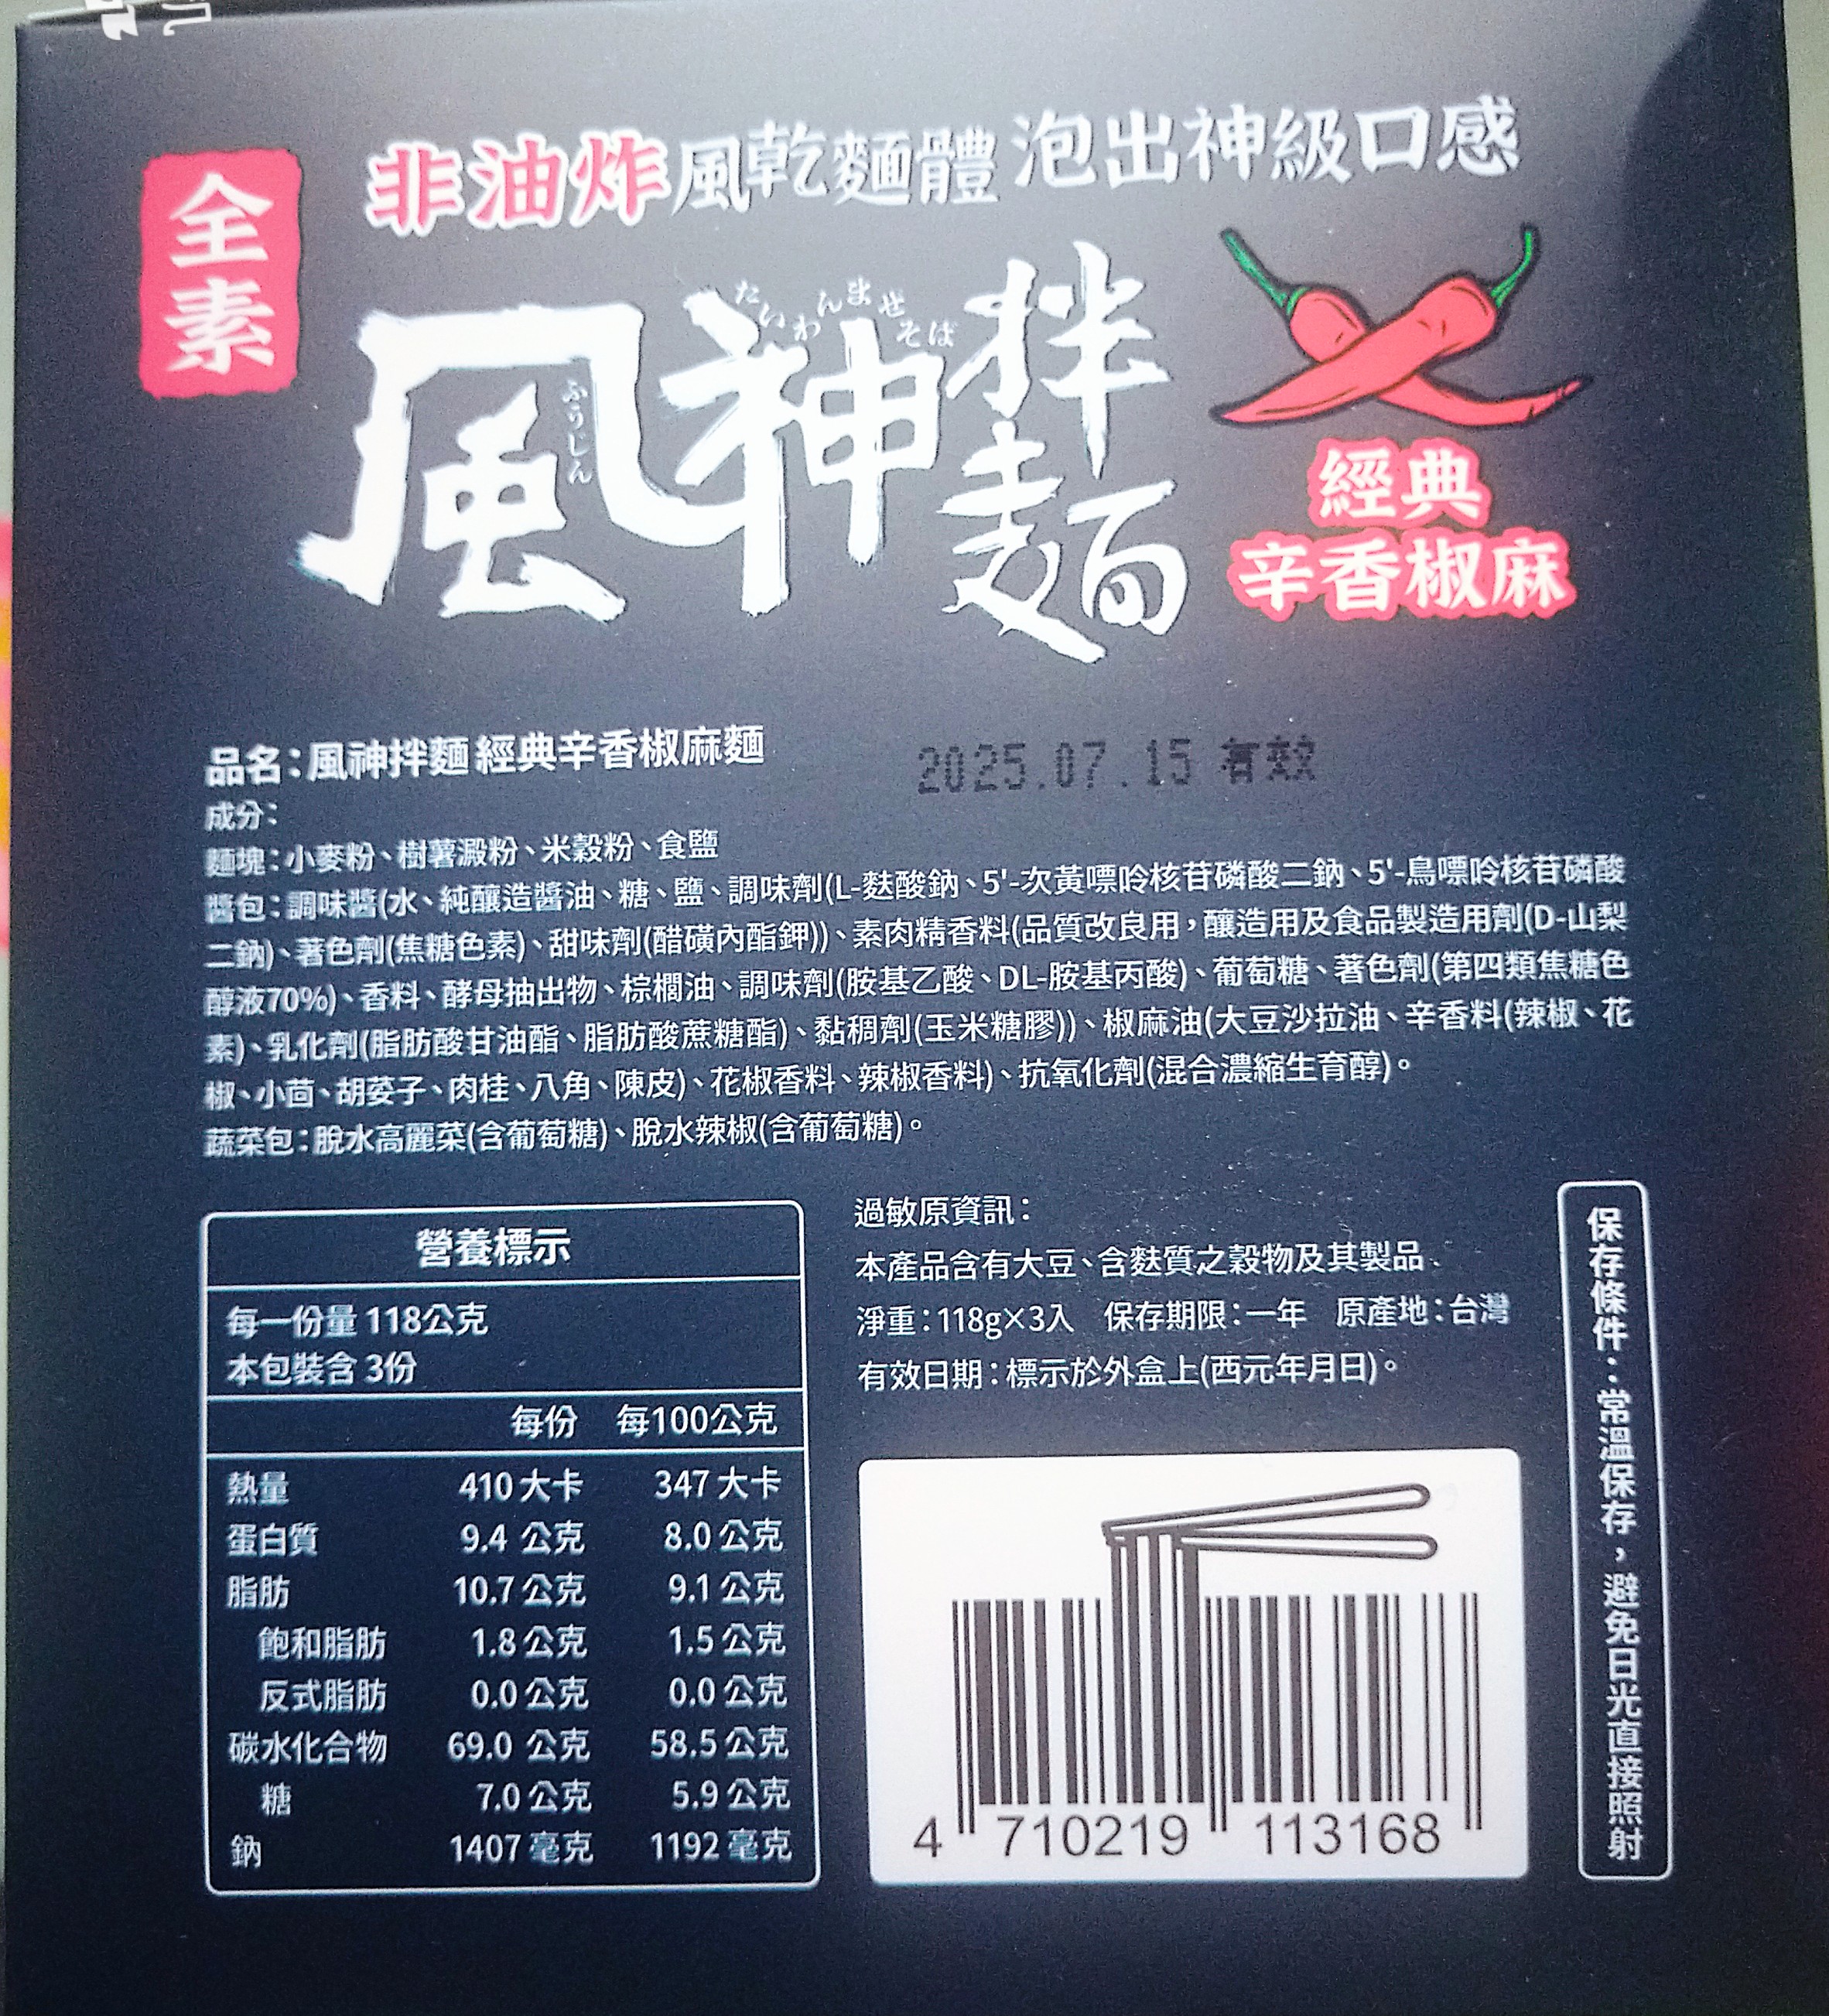 全素
非油炸風乾麵體 泡出神級口感
風神拌麵
ふうじん
たいわんまぜそば
經典
辛香椒麻
品名：風神拌麵 經典辛香椒麻麵
2025.07.15 有效
成分：
麵塊：小麥粉、樹薯澱粉、米穀粉、食鹽
醬包：調味醬(水、純釀造醬油、糖、鹽、調味劑(L-麩酸鈉、5'-次黃嘌呤核苷磷酸二鈉、5'-鳥嘌呤核苷磷酸
二鈉)、著色劑(焦糖色素)、甜味劑(醋磺內酯鉀))、素肉精香料(品質改良用，釀造用及食品製造用劑(D-山梨
醇液70%)、香料、酵母抽出物、棕櫚油、調味劑(胺基乙酸、DL-胺基丙酸)、葡萄糖、著色劑(第四類焦糖色
素)、乳化劑(脂肪酸甘油酯、脂肪酸蔗糖酯)、黏稠劑(玉米糖膠))、椒麻油(大豆沙拉油、辛香料(辣椒、花
椒、小茴、胡荽子、肉桂、八角、陳皮)、花椒香料、辣椒香料)、抗氧化劑(混合濃縮生育醇)。
蔬菜包：脫水高麗菜(含葡萄糖)、脫水辣椒(含葡萄糖)。
營養標示
每一份量 118公克
本包裝含 3份
每份 每100公克
熱量 410 大卡 347 大卡
蛋白質 9.4 公克 8.0 公克
脂肪 10.7 公克 9.1 公克
飽和脂肪 1.8 公克 1.5 公克
反式脂肪 0.0 公克 0.0 公克
碳水化合物 69.0 公克 58.5 公克
糖 7.0 公克 5.9 公克
鈉 1407 毫克 1192 毫克
過敏原資訊：
本產品含有大豆、含麩質之穀物及其製品、
淨重：118g×3入 保存期限：一年 原產地：台灣
有效日期：標示於外盒上(西元年月日)。
4 710219 113168
保存條件：常溫保存，避免日光直接照射